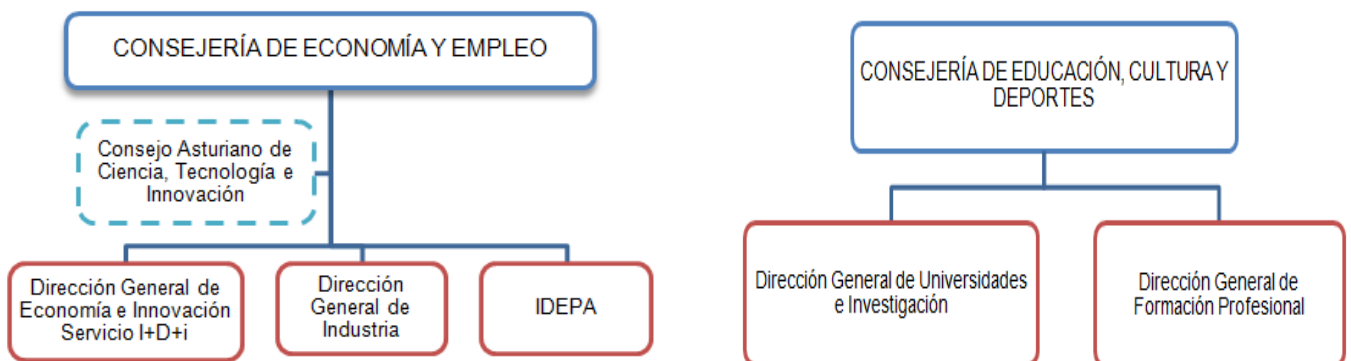 CONSEJERÍA DE ECONOMÍA Y EMPLEO
Consejo Asturiano de
Ciencia, Tecnología e
Innovación
Dirección General de
Economía e Innovación
Servicio I+D+i
Dirección
General de
Industria
IDEPA
CONSEJERÍA DE EDUCACIÓN, CULTURA Y
DEPORTES
Dirección General de Universidades
e Investigación
Dirección General de
Formación Profesional